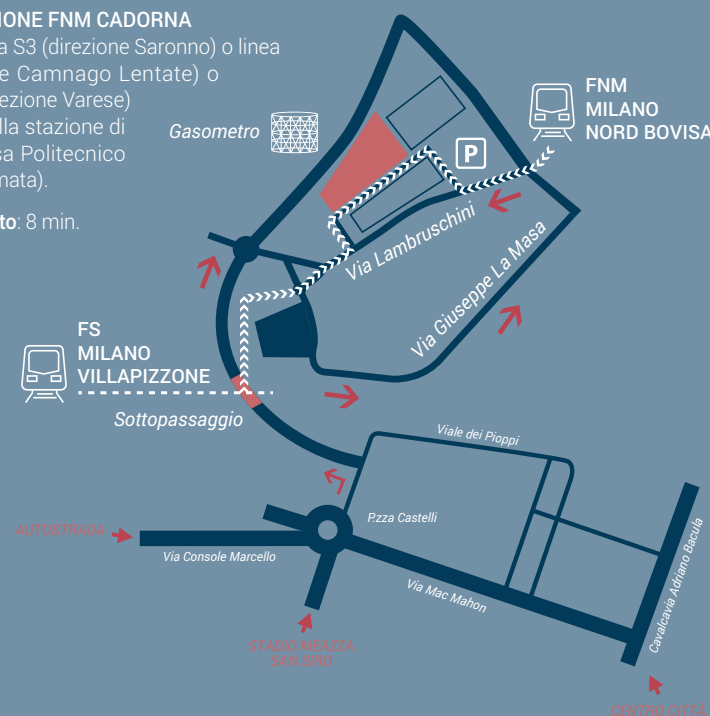 IONE FNM CADORNA
a S3 (direzione Saronno) o linea
e Camnago Lentate) o
ezione Varese)
lla stazione di
sa Politecnico
mata).
to: 8 min.
Gasometro
P
FNM
MILANO
NORD BOVISA
Via Lambruschini
Via Giuseppe La Masa
FS
MILANO
VILLAPIZZONE
Sottopassaggio
Viale dei Pioppi
AUTOSTRADA
P.zza Castelli
Via Console Marcello
Via Mac Mahon
Cavalcavia Adriano Bacula
STADIO MEAZZA
SAN SIRO
CENTRO CITTÀ